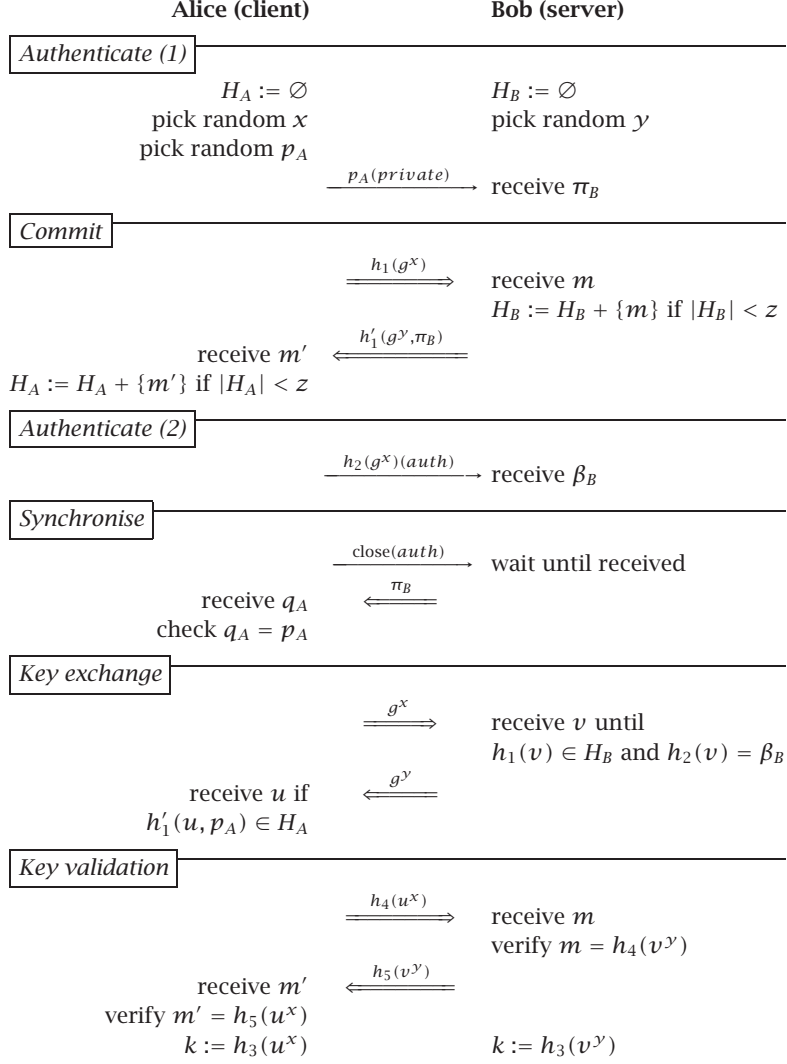 Alice (client) Bob (server)
Authenticate (1)
H_A := ∅ H_B := ∅
pick random x pick random y
pick random p_A
p_A(private)
receive π_B
Commit
h_1(g^x)
receive m
H_B := H_B + {m} if |H_B| < z
h'_1(g^y,π_B)
receive m'
H_A := H_A + {m'} if |H_A| < z
Authenticate (2)
h_2(g^x)(auth)
receive β_B
Synchronise
close(auth)
wait until received
π_B
receive q_A
check q_A = p_A
Key exchange
g^x
receive v until
h_1(v) ∈ H_B and h_2(v) = β_B
g^y
receive u if
h'_1(u, p_A) ∈ H_A
Key validation
h_4(u^x)
receive m
verify m = h_4(v^y)
h_5(v^y)
receive m'
verify m' = h_5(u^x)
k := h_3(u^x) k := h_3(v^y)